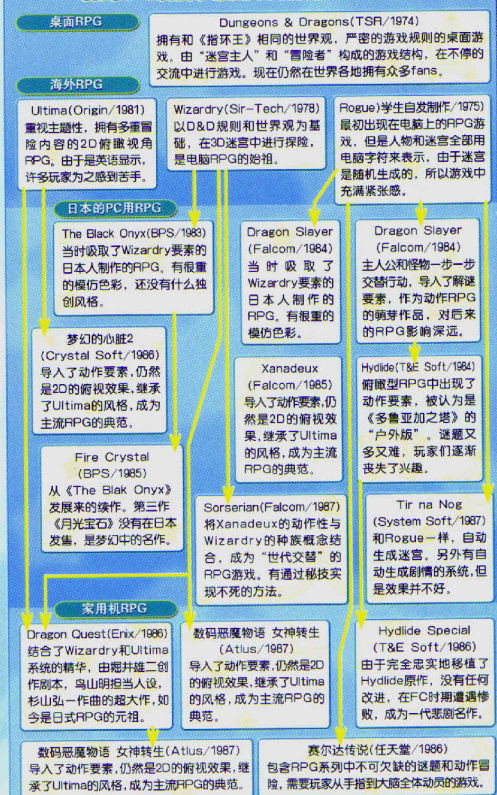 桌面RPG
Dungeons & Dragons(TSR/1974)
拥有和《指环王》相同的世界观，严密的游戏规则的桌面游
戏。由“迷宫主人”和“冒险者”构成的游戏结构，在不停的
交流中进行游戏。现在仍然在世界各地拥有众多fans。
海外RPG
Ultima(Origin/1981)
重视主题性，拥有多重冒
险内容的2D俯瞰视角
RPG。由于是英语显示，
许多玩家为之感到苦手。
Wizardry(Sir-Tech/1978)
以D&D规则和世界观为基
础，在3D迷宫中进行探险，
是电脑RPG的始祖。
Rogue)学生自发制作/1975)
最初出现在电脑上的RPG游
戏，但是人物和迷宫全部用
电脑字符来表示，由于迷宫
是随机生成的，所以游戏中
充满紧张感。
日本的PC用RPG
The Black Onyx(BPS/1983)
当时吸取了Wizardry要素的
日本人制作的RPG。有很重
的模仿色彩，还没有什么独
创风格。
Dragon Slayer
(Falcom/1984)
当时吸取了
Wizardry要素的
日本人制作的
RPG。有很重的
模仿色彩。
Dragon Slayer
(Falcom/1984)
主人公和怪物一步一步
交替行动，导入了解谜
要素，作为动作RPG
的萌芽作品，对后来
的RPG影响深远。
梦幻的心脏2
(Crystal Soft/1986)
导入了动作要素，仍然
是2D的俯视效果，继承
了Ultima的风格，成为
主流RPG的典范。
Xanadeux
(Falcom/1985)
导入了动作要素，仍
然是2D的俯视效
果，继承了Ultima
的风格，成为主流
RPG的典范。
Hydlide(T&E Soft/1984)
俯瞰型RPG中出现了
动作要素，被认为是
《多鲁亚加之塔》的
“户外版”。谜题又
多又难，玩家们逐渐
丧失了兴趣。
Fire Crystal
(BPS/1985)
从《The Blak Onyx》
发展来的续作。第三作
《月光宝石》没有在日本
发售，是梦幻中的名作。
Sorserian(Falcom/1987)
将Xanadeux的动作性与
Wizardry的种族概念结
合，成为“世代交替”的
RPG游戏。有通过秘技实
现不死的方法。
Tir na Nog
(System Soft/1987)
和Rogue一样，自动
生成迷宫。另外有自
动生成剧情的系统，但
是效果并不好。
家用机RPG
Dragon Quest(Enix/1986)
结合了Wizardry和Ultima
系统的精华，由堀井雄二创
作剧本，鸟山明担当人设，
杉山弘一作曲的超大作，如
今是日式RPG的元祖。
数码恶魔物语 女神转生
(Atlus/1987)
导入了动作要素，仍然是2D
的俯视效果，继承了Ultima
的风格，成为主流RPG的
典范。
Hydlide Special
(T&E Soft/1986)
由于完全忠实地移植了
Hydlide原作，没有任何
改进，在FC时期遭遇惨
败，成为一代悲剧名作。
数码恶魔物语 女神转生(Atlus/1987)
导入了动作要素，仍然是2D的俯视效果，继
承了Ultima的风格，成为主流RPG的典范。
赛尔达传说(任天堂/1986)
包含RPG系列中不可欠缺的谜题和动作冒
险，需要玩家从手指到大脑全体动员的游戏。